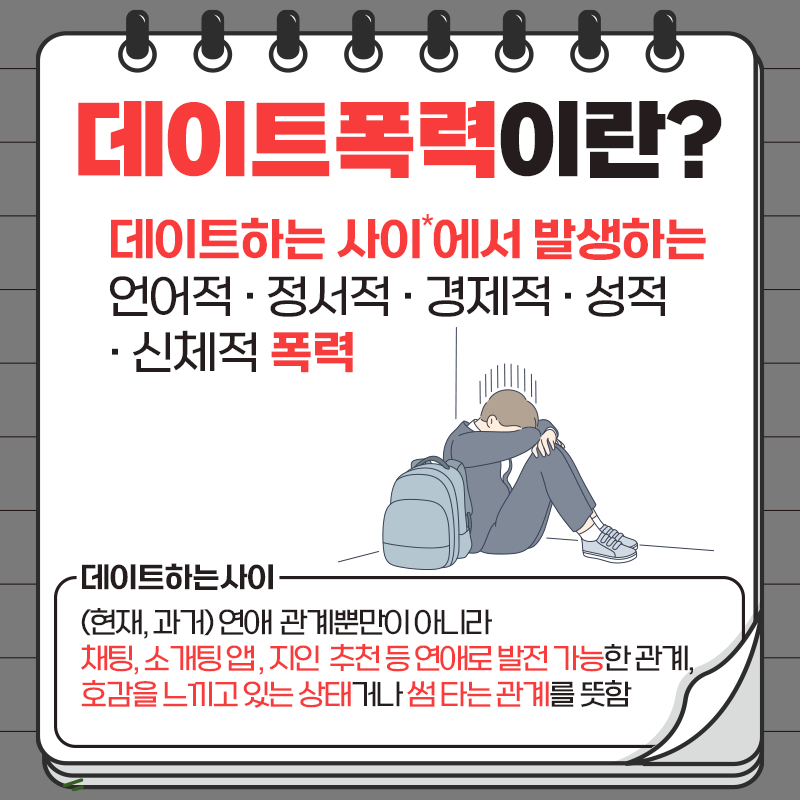 데이트폭력이란?
데이트하는 사이*에서 발생하는
언어적 · 정서적 · 경제적 · 성적
· 신체적 폭력
데이트하는사이
(현재, 과거) 연애 관계뿐만이 아니라
채팅, 소개팅 앱, 지인 추천 등 연애로 발전 가능한 관계,
호감을 느끼고 있는 상태거나 썸 타는 관계를 뜻함